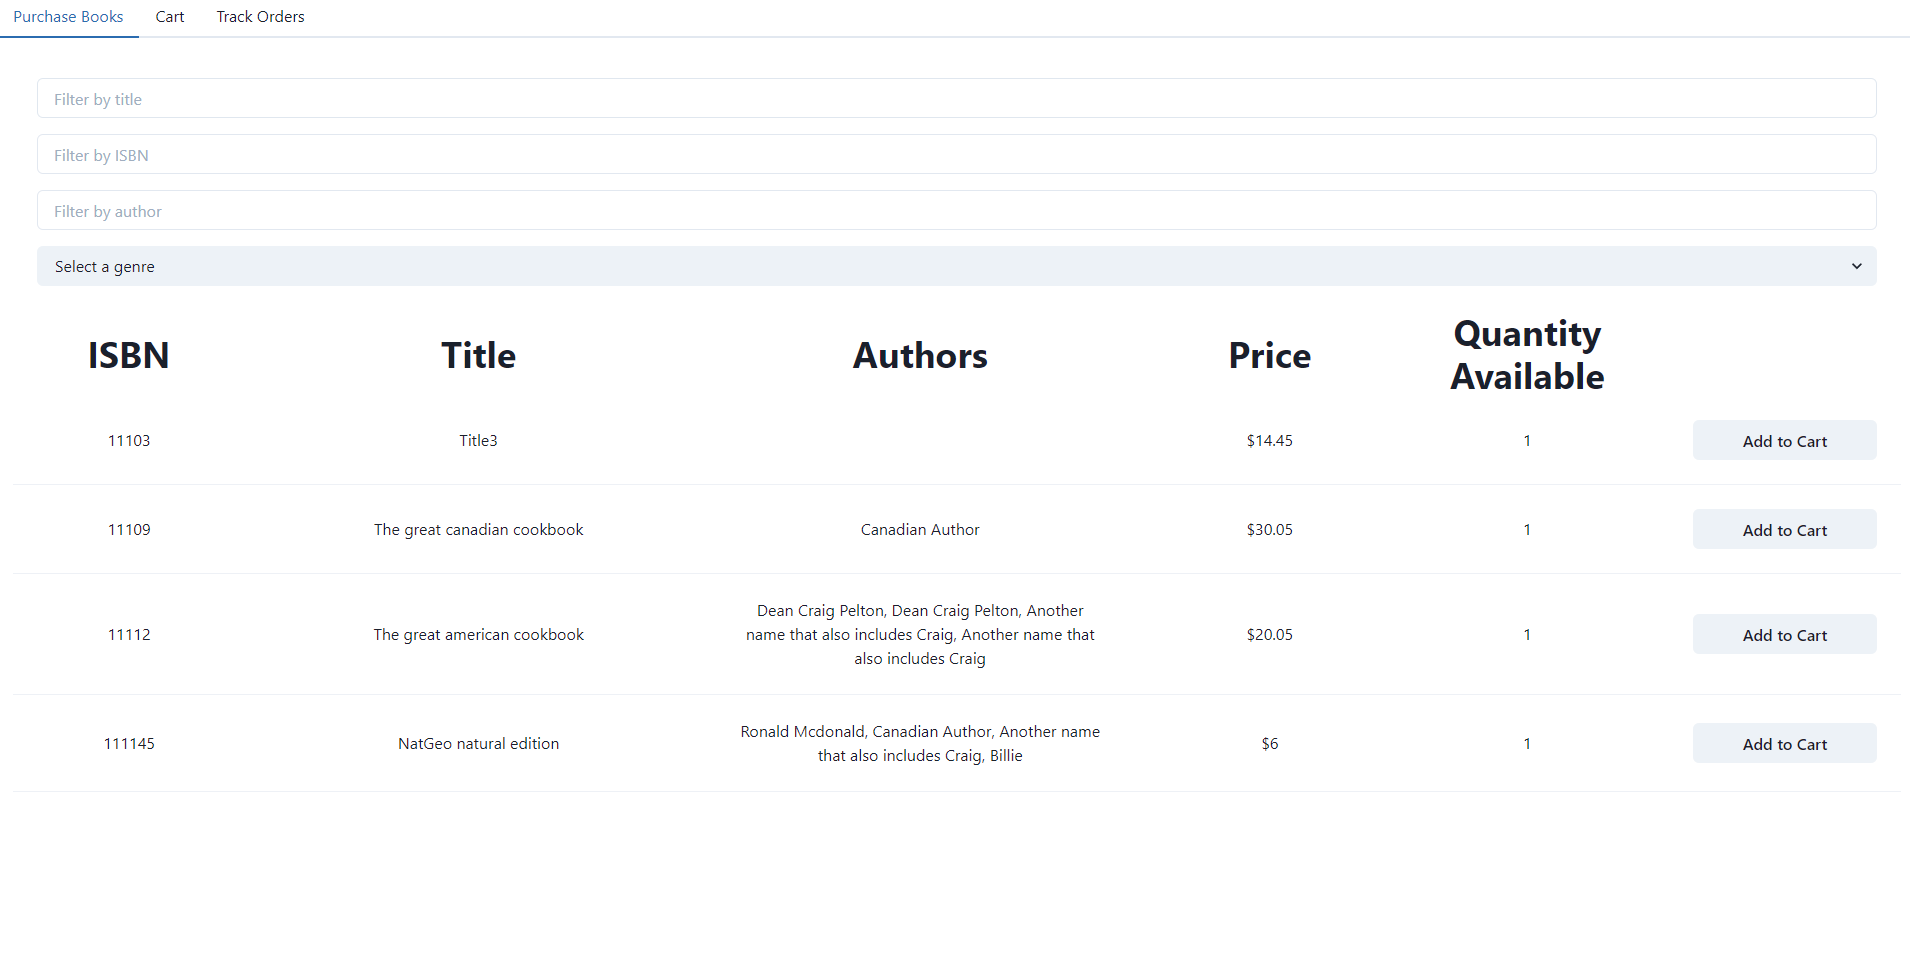 Purchase Books Cart Track Orders
Filter by title
Filter by ISBN
Filter by author
Select a genre
ISBN Title Authors Price Quantity Available
11103 Title3 $14.45 1 Add to Cart
11109 The great canadian cookbook Canadian Author $30.05 1 Add to Cart
Dean Craig Pelton, Dean Craig Pelton, Another
11112 The great american cookbook name that also includes Craig, Another name that $20.05 1 Add to Cart
also includes Craig
Ronald Mcdonald, Canadian Author, Another name
111145 NatGeo natural edition that also includes Craig, Billie $6 1 Add to Cart